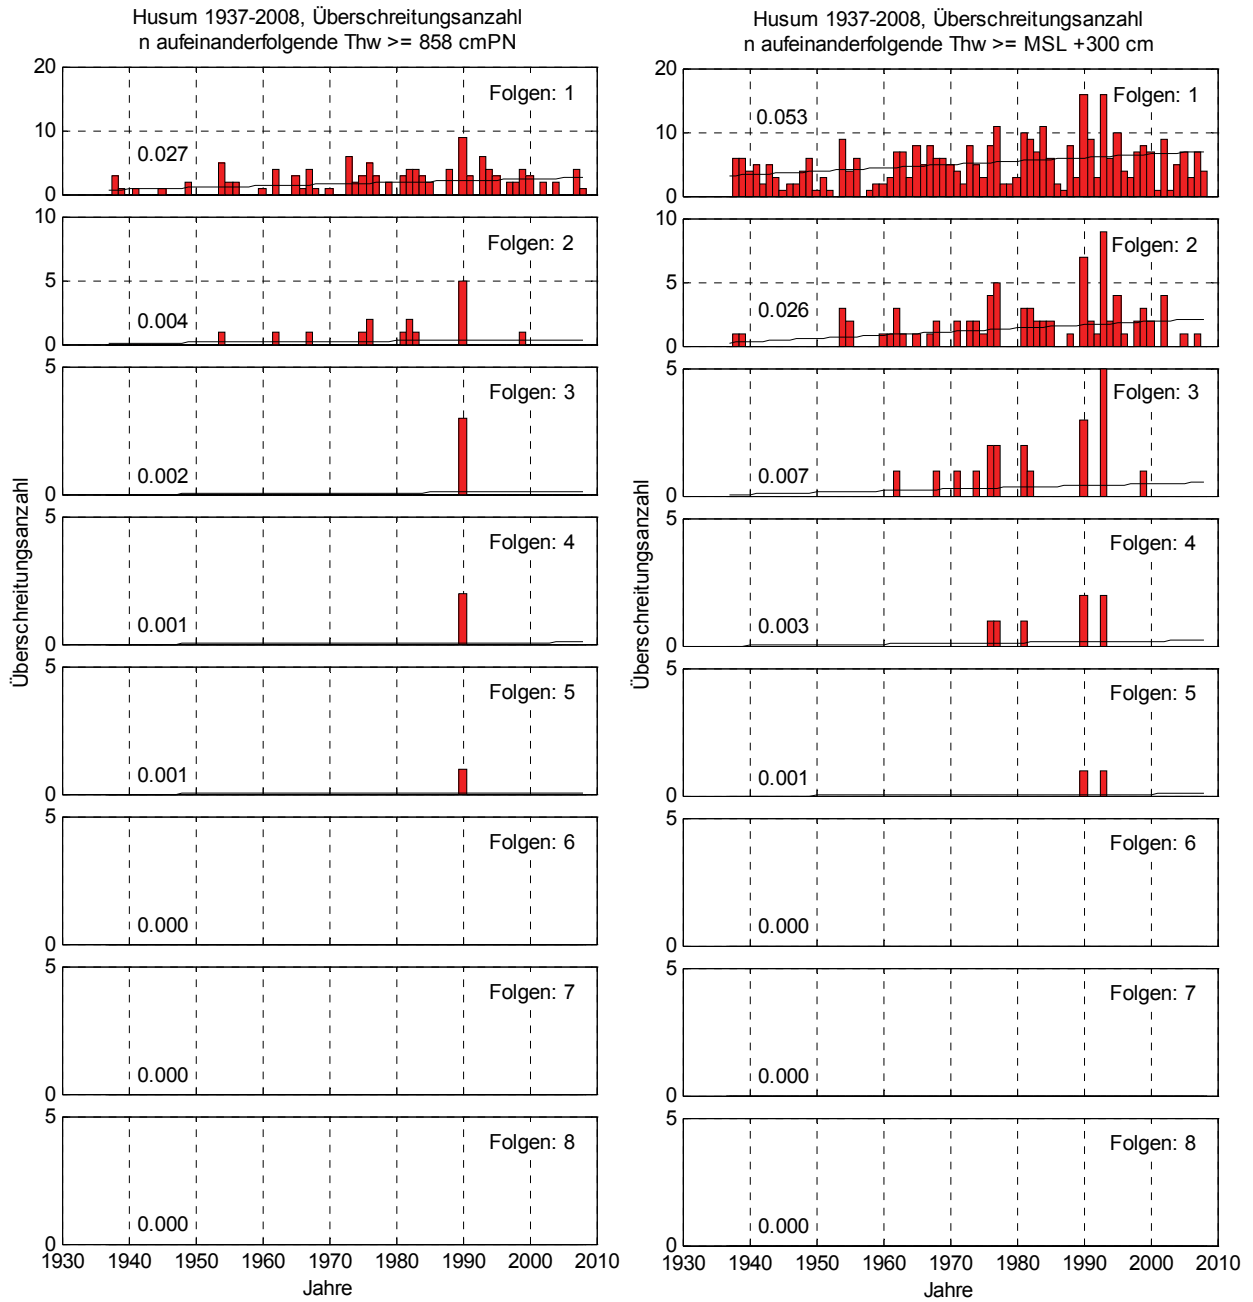 Husum 1937-2008, Überschreitungsanzahl
n aufeinanderfolgende Thw >= 858 cmPN
20
10
0
Folgen: 1
0.027
10
5
0
Folgen: 2
0.004
5
0
Folgen: 3
0.002
5
0
Folgen: 4
0.001
5
0
Folgen: 5
0.001
5
0
Folgen: 6
0.000
5
0
Folgen: 7
0.000
5
0
Folgen: 8
0.000
Überschreitungsanzahl
1930 1940 1950 1960 1970 1980 1990 2000 2010
Jahre
Husum 1937-2008, Überschreitungsanzahl
n aufeinanderfolgende Thw >= MSL +300 cm
20
10
0
Folgen: 1
0.053
10
5
0
Folgen: 2
0.026
5
0
Folgen: 3
0.007
5
0
Folgen: 4
0.003
5
0
Folgen: 5
0.001
5
0
Folgen: 6
0.000
5
0
Folgen: 7
0.000
5
0
Folgen: 8
0.000
Überschreitungsanzahl
1930 1940 1950 1960 1970 1980 1990 2000 2010
Jahre